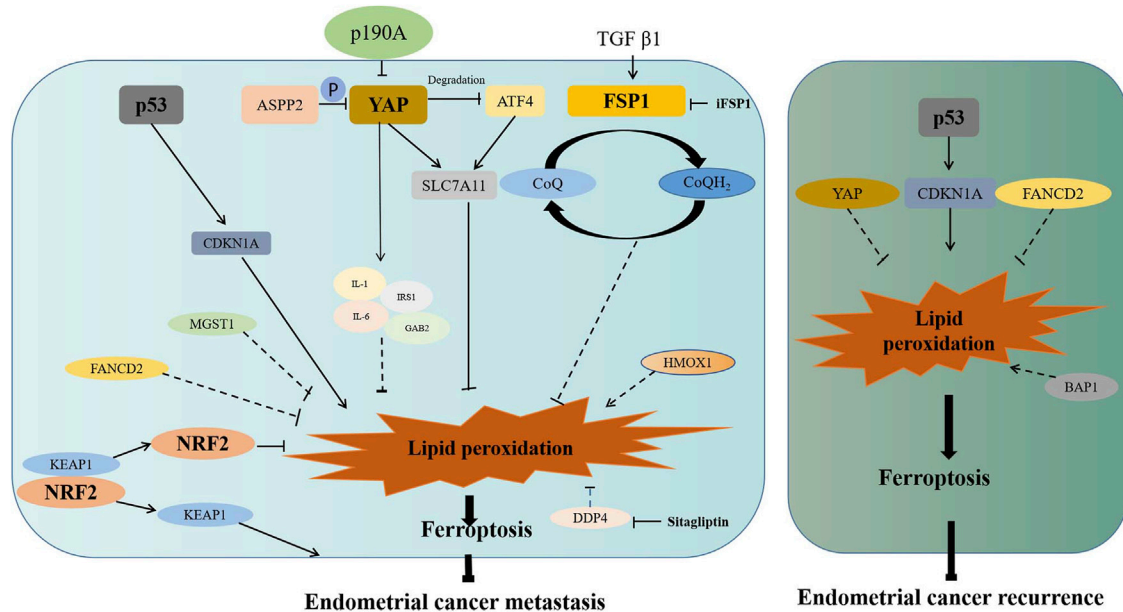 p190A
TGF β1
P
Degradation
p53
ASPP2
YAP
ATF4
FSP1
iFSP1
SLC7A11
CoQ
CoQH₂
CDKN1A
IL-1
IRS1
IL-6
GAB2
MGST1
FANCD2
HMOX1
NRF2
Lipid peroxidation
KEAP1
NRF2
KEAP1
DDP4
Sitagliptin
Ferroptosis
Endometrial cancer metastasis
p53
YAP
CDKN1A
FANCD2
Lipid
peroxidation
BAP1
Ferroptosis
Endometrial cancer recurrence